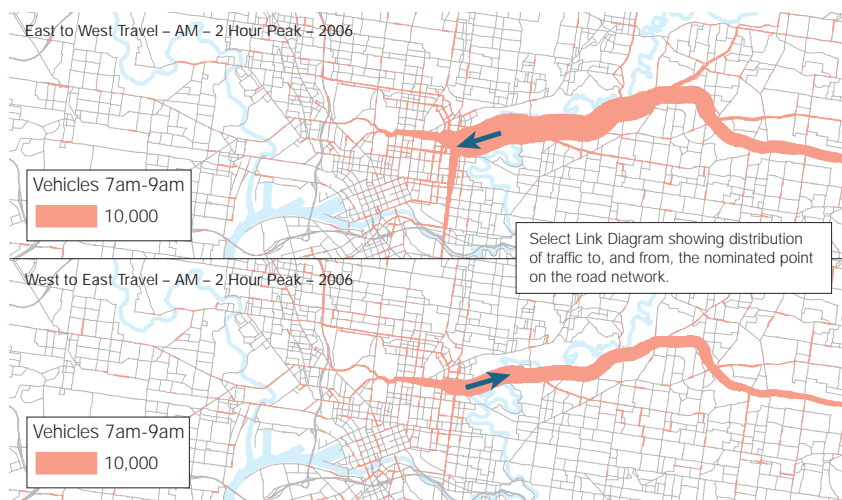 East to West Travel – AM – 2 Hour Peak – 2006
Vehicles 7am-9am
10,000
Select Link Diagram showing distribution
of traffic to, and from, the nominated point
on the road network.
West to East Travel – AM – 2 Hour Peak – 2006
Vehicles 7am-9am
10,000